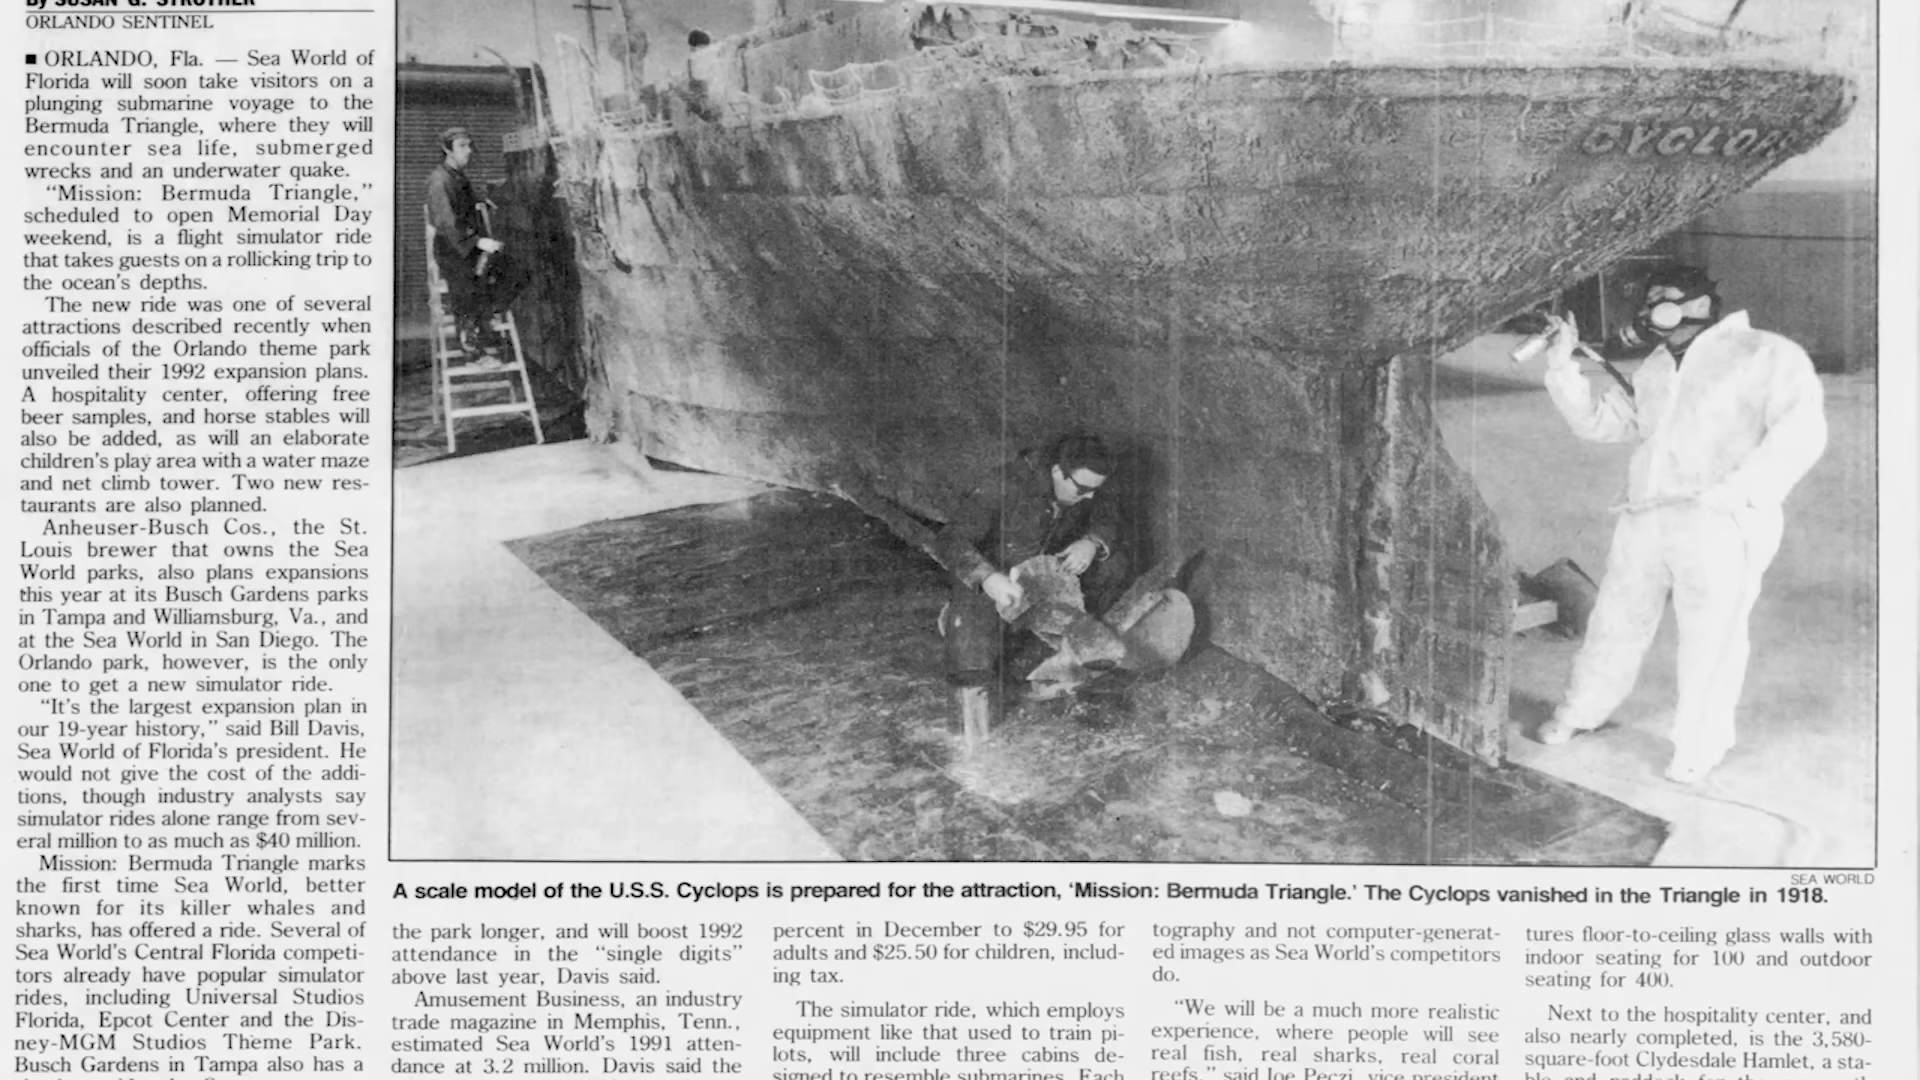 By SUSAN G. STROTHER
ORLANDO SENTINEL
■ ORLANDO, Fla. — Sea World of
Florida will soon take visitors on a
plunging submarine voyage to the
Bermuda Triangle, where they will
encounter sea life, submerged
wrecks and an underwater quake.
“Mission: Bermuda Triangle,”
scheduled to open Memorial Day
weekend, is a flight simulator ride
that takes guests on a rollicking trip to
the ocean's depths.
The new ride was one of several
attractions described recently when
officials of the Orlando theme park
unveiled their 1992 expansion plans.
A hospitality center, offering free
beer samples, and horse stables will
also be added, as will an elaborate
children's play area with a water maze
and net climb tower. Two new res-
taurants are also planned.
Anheuser-Busch Cos., the St.
Louis brewer that owns the Sea
World parks, also plans expansions
this year at its Busch Gardens parks
in Tampa and Williamsburg, Va., and
at the Sea World in San Diego. The
Orlando park, however, is the only
one to get a new simulator ride.
“It's the largest expansion plan in
our 19-year history,” said Bill Davis,
Sea World of Florida's president. He
would not give the cost of the addi-
tions, though industry analysts say
simulator rides alone range from sev-
eral million to as much as $40 million.
Mission: Bermuda Triangle marks
the first time Sea World, better
known for its killer whales and
sharks, has offered a ride. Several of
Sea World's Central Florida competi-
tors already have popular simulator
rides, including Universal Studios
Florida, Epcot Center and the Dis-
ney-MGM Studios Theme Park.
Busch Gardens in Tampa also has a
CYCLOPS
SEA WORLD
A scale model of the U.S.S. Cyclops is prepared for the attraction, ‘Mission: Bermuda Triangle.’ The Cyclops vanished in the Triangle in 1918.
the park longer, and will boost 1992
attendance in the “single digits”
above last year, Davis said.
Amusement Business, an industry
trade magazine in Memphis, Tenn.,
estimated Sea World's 1991 atten-
dance at 3.2 million. Davis said the
percent in December to $29.95 for
adults and $25.50 for children, includ-
ing tax.
The simulator ride, which employs
equipment like that used to train pi-
lots, will include three cabins de-
signed to resemble submarines. Each
tography and not computer-generat-
ed images as Sea World's competitors
do.
“We will be a much more realistic
experience, where people will see
real fish, real sharks, real coral
reefs,” said Joe Peczi, vice president
tures floor-to-ceiling glass walls with
indoor seating for 100 and outdoor
seating for 400.
Next to the hospitality center, and
also nearly completed, is the 3,580-
square-foot Clydesdale Hamlet, a sta-